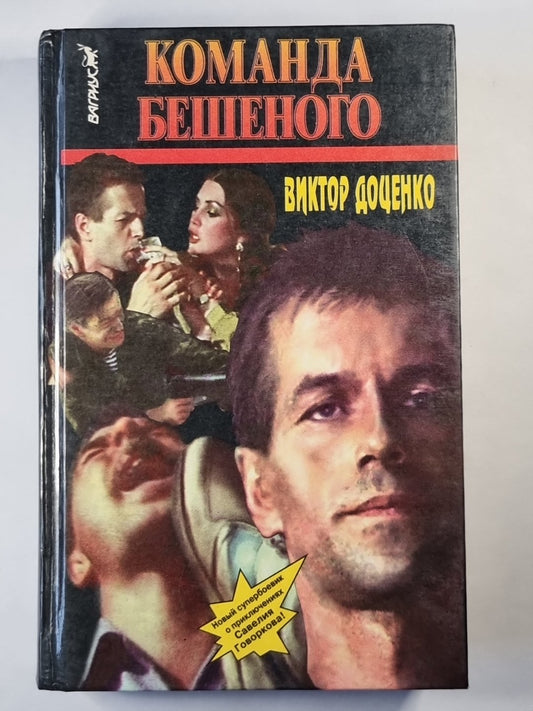 ВАГРИУС
КОМАНДА
БЕШЕНОГО
ВИКТОР ДОЦЕНКО
Новый супербоевик
о приключениях
Савелия
Говоркова!